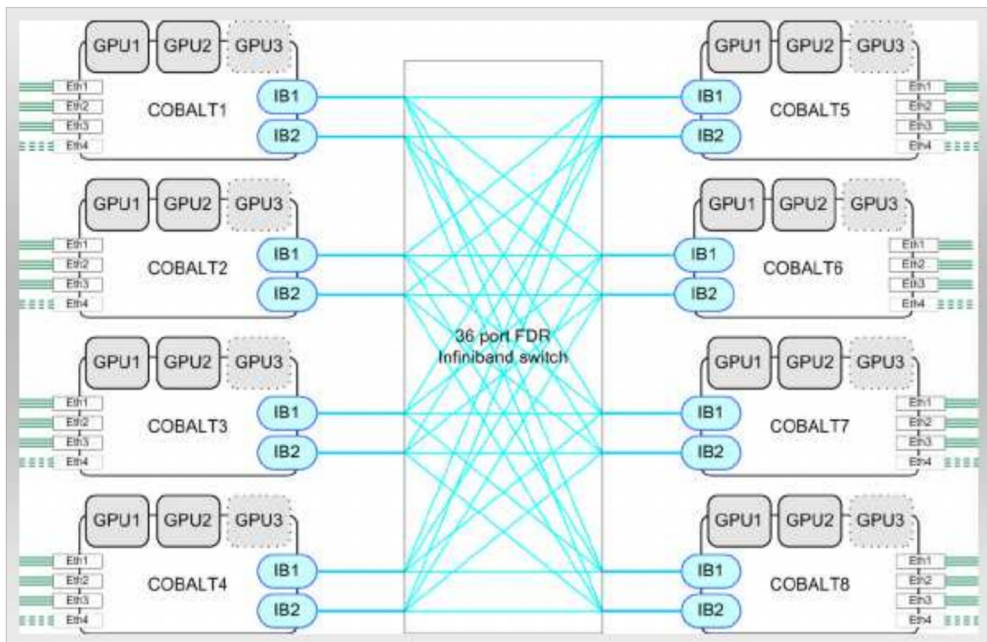 GPU1 GPU2 GPU3
Eth1
Eth2
Eth3
Eth4
COBALT1
IB1
IB2
GPU1 GPU2 GPU3
IB1
IB2
COBALT5
Eth1
Eth2
Eth3
Eth4
GPU1 GPU2 GPU3
Eth1
Eth2
Eth3
Eth4
COBALT2
IB1
IB2
GPU1 GPU2 GPU3
IB1
IB2
COBALT6
Eth1
Eth2
Eth3
Eth4
36 port FDR
Infiniband switch
GPU1 GPU2 GPU3
Eth1
Eth2
Eth3
Eth4
COBALT3
IB1
IB2
GPU1 GPU2 GPU3
IB1
IB2
COBALT7
Eth1
Eth2
Eth3
Eth4
GPU1 GPU2 GPU3
Eth1
Eth2
Eth3
Eth4
COBALT4
IB1
IB2
GPU1 GPU2 GPU3
IB1
IB2
COBALT8
Eth1
Eth2
Eth3
Eth4